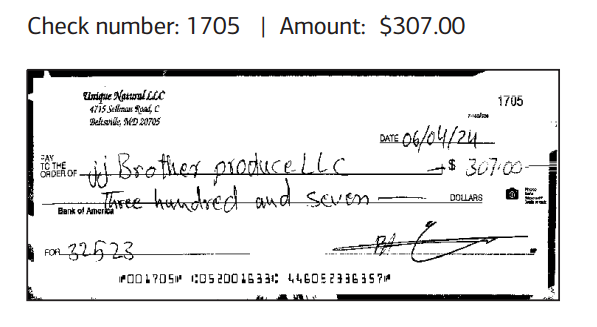 Check number: 1705 | Amount: $307.00
Unique Natural LLC
4715 Sellman Road, C
Beltsville, MD 20705
1705
DATE 06/04/24
PAY TO THE ORDER OF jj Brother produce LLC $ 307.00
Three hundred and seven DOLLARS
Bank of America
FOR 32523
⑈001705⑈ ⑆052001633⑆ 446052336357⑈